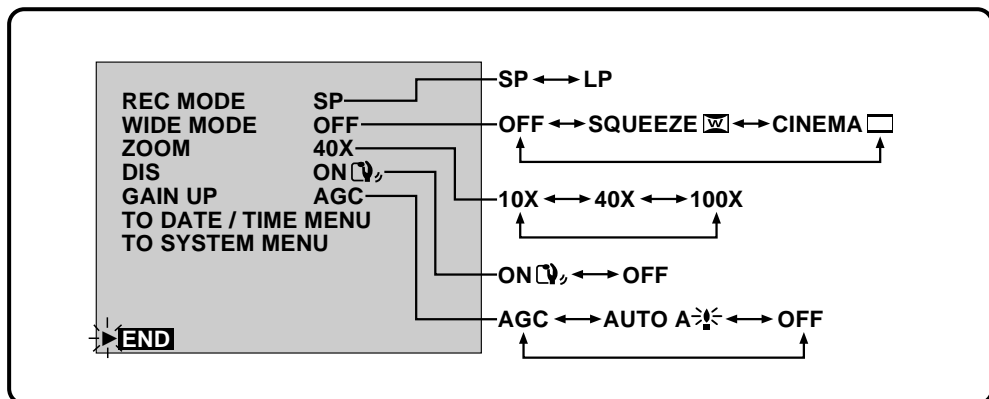 REC MODE SP
WIDE MODE OFF
ZOOM 40X
DIS ON
GAIN UP AGC
TO DATE / TIME MENU
TO SYSTEM MENU
END
SP LP
OFF SQUEEZE W CINEMA
10X 40X 100X
ON OFF
AGC AUTO A OFF